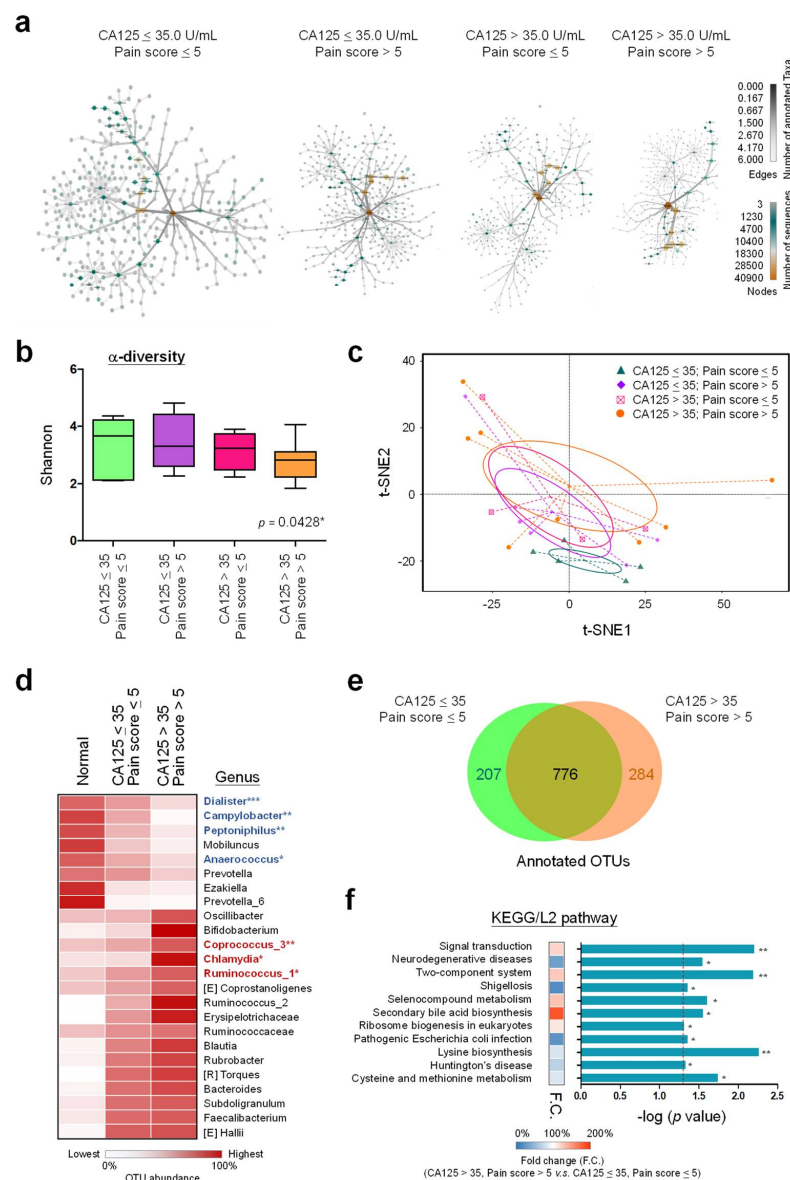 a
CA125 ≤ 35.0 U/mL
Pain score ≤ 5
CA125 ≤ 35.0 U/mL
Pain score > 5
CA125 > 35.0 U/mL
Pain score ≤ 5
CA125 > 35.0 U/mL
Pain score > 5
0.000
0.167
0.667
1.500
2.670
4.170
6.000
Edges
Number of annotated Taxa
3
1230
4700
10400
18300
28500
40900
Nodes
Number of sequences
b
α-diversity
Shannon
6
4
2
0
p = 0.0428*
CA125 ≤ 35
Pain score ≤ 5
CA125 ≤ 35
Pain score > 5
CA125 > 35
Pain score ≤ 5
CA125 > 35
Pain score > 5
c
CA125 ≤ 35; Pain score ≤ 5
CA125 ≤ 35; Pain score > 5
CA125 > 35; Pain score ≤ 5
CA125 > 35; Pain score > 5
t-SNE2
40
20
0
-20
-25
0
25
50
t-SNE1
d
Normal
CA125 ≤ 35
Pain score ≤ 5
CA125 > 35
Pain score > 5
Genus
Dialister***
Campylobacter**
Peptoniphilus**
Mobiluncus
Anaerococcus*
Prevotella
Ezakiella
Prevotella_6
Oscillibacter
Bifidobacterium
Coprococcus_3**
Chlamydia*
Ruminococcus_1*
[E] Coprostanoligenes
Ruminococcus_2
Erysipelotrichaceae
Ruminococcaceae
Blautia
Rubrobacter
[R] Torques
Bacteroides
Subdoligranulum
Faecalibacterium
[E] Hallii
Lowest
Highest
0%
100%
OTU abundance
e
CA125 ≤ 35
Pain score ≤ 5
CA125 > 35
Pain score > 5
207
776
284
Annotated OTUs
f
KEGG/L2 pathway
Signal transduction
Neurodegenerative diseases
Two-component system
Shigellosis
Selenocompound metabolism
Secondary bile acid biosynthesis
Ribosome biogenesis in eukaryotes
Pathogenic Escherichia coli infection
Lysine biosynthesis
Huntington's disease
Cysteine and methionine metabolism
**
*
**
*
*
*
*
*
**
*
*
F.C.
0.0 0.5 1.0 1.5 2.0 2.5
-log (p value)
0% 100% 200%
Fold change (F.C.)
(CA125 > 35, Pain score > 5 v.s. CA125 ≤ 35, Pain score ≤ 5)